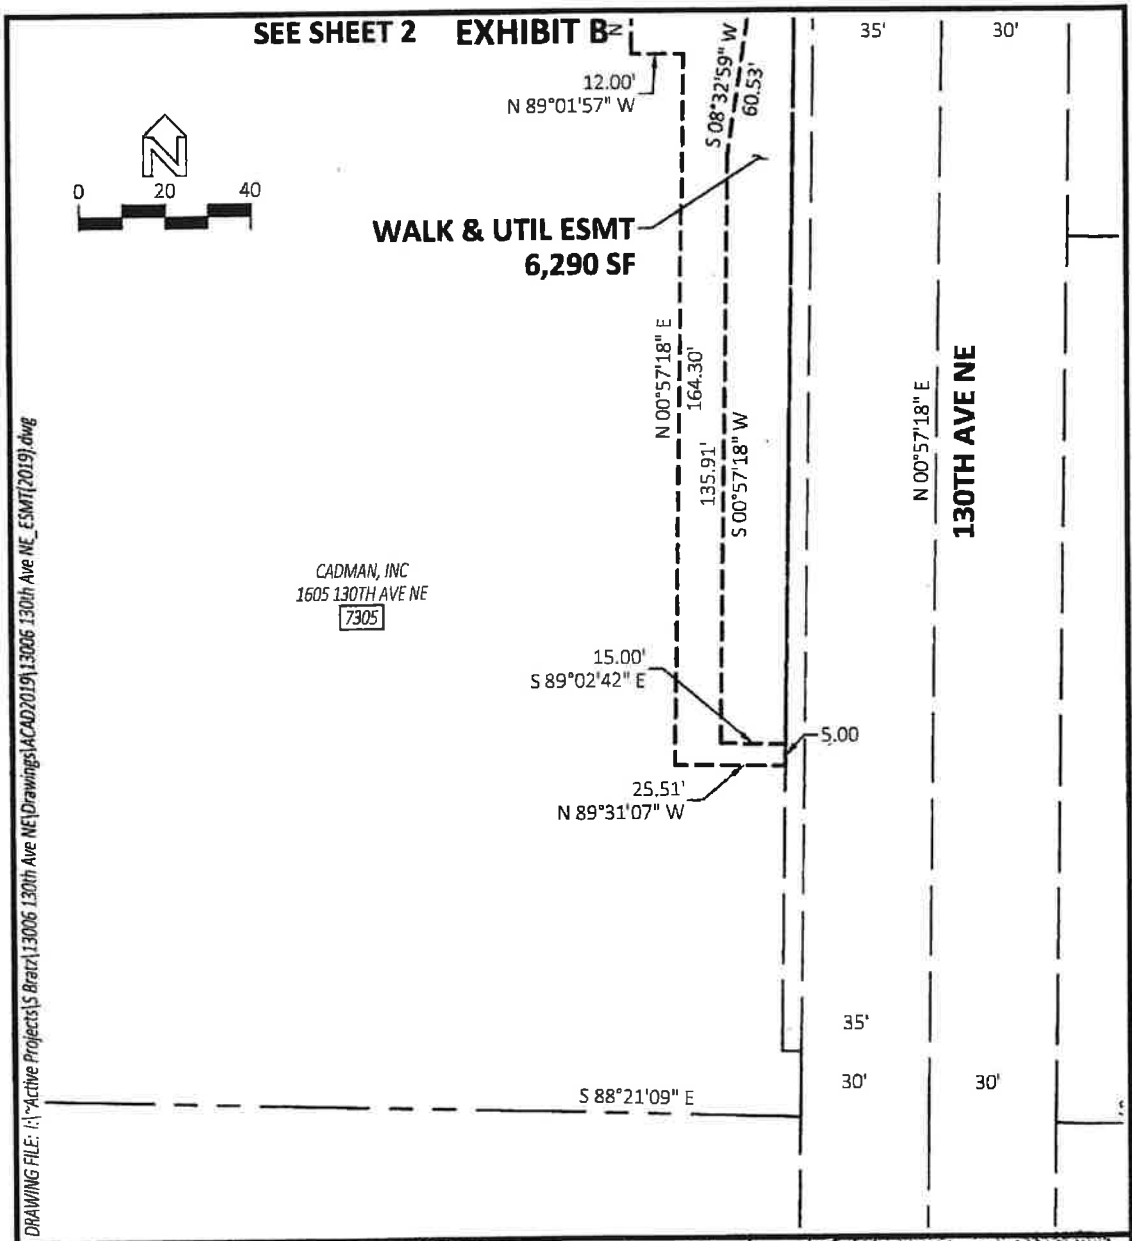 SEE SHEET 2 EXHIBIT B
35'
30'
12.00'
N 89°01'57" W
S 08°32'59" W
60.53'
N
0 20 40
WALK & UTIL ESMT
6,290 SF
N 00°57'18" E
164.30'
135.91'
S 00°57'18" W
N 00°57'18" E
130TH AVE NE
CADMAN, INC
1605 130TH AVE NE
7305
15.00'
S 89°02'42" E
5.00
25.51'
N 89°31'07" W
35'
30'
30'
S 88°21'09" E
DRAWING FILE: I:\~Active Projects\S Bratz\13006 130th Ave NE\Drawings\ACAD2019\13006 130th Ave NE_ESMT(2019).dwg